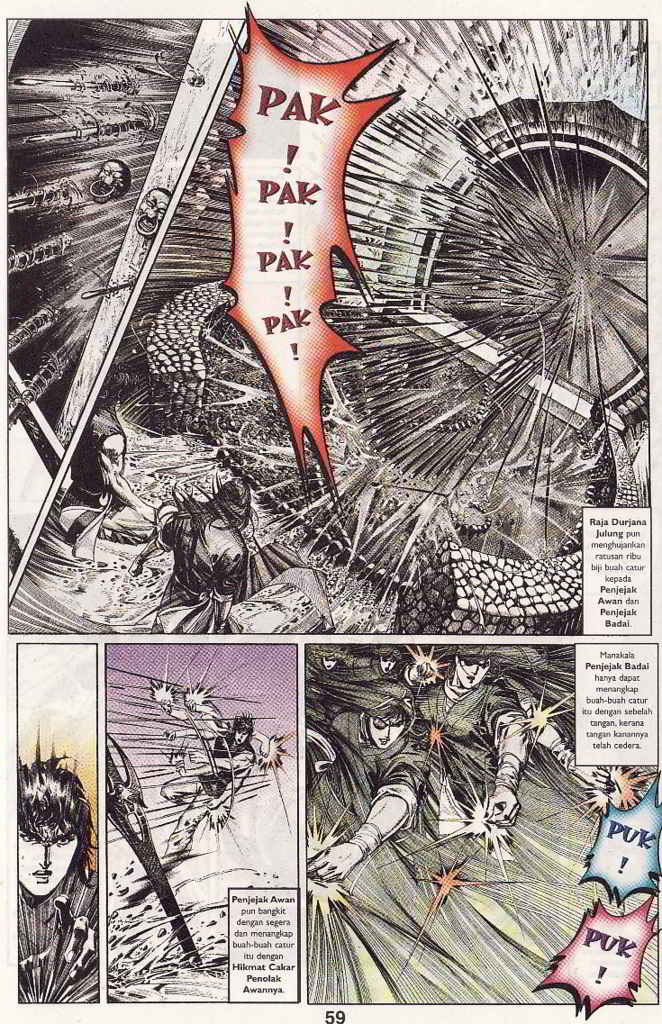 PAK
!
PAK
!
PAK
!
PAK
!
Raja Durjana
Julung pun
menghujankan
ratusan ribu
biji buah catur
kepada
Penjejak
Awan dan
Penjejak
Badai.
Penjejak Awan
pun bangkit
dengan segera
dan menangkap
buah-buah catur
itu dengan
Hikmat Cakar
Penolak
Awannya.
Manakala
Penjejak Badai
hanya dapat
menangkap
buah-buah catur
itu dengan sebelah
tangan, kerana
tangan kanannya
telah cedera.
PUK
!
PUK
!
59